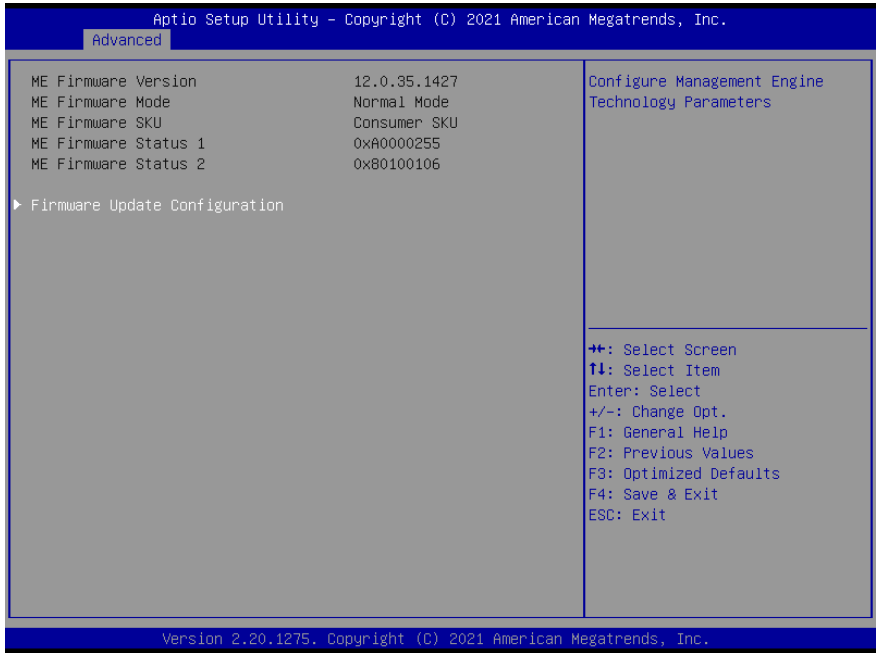 Aptio Setup Utility – Copyright (C) 2021 American Megatrends, Inc.
Advanced
ME Firmware Version 12.0.35.1427
ME Firmware Mode Normal Mode
ME Firmware SKU Consumer SKU
ME Firmware Status 1 0xA0000255
ME Firmware Status 2 0x80100106
▶ Firmware Update Configuration
Configure Management Engine
Technology Parameters
→←: Select Screen
↑↓: Select Item
Enter: Select
+/-: Change Opt.
F1: General Help
F2: Previous Values
F3: Optimized Defaults
F4: Save & Exit
ESC: Exit
Version 2.20.1275. Copyright (C) 2021 American Megatrends, Inc.